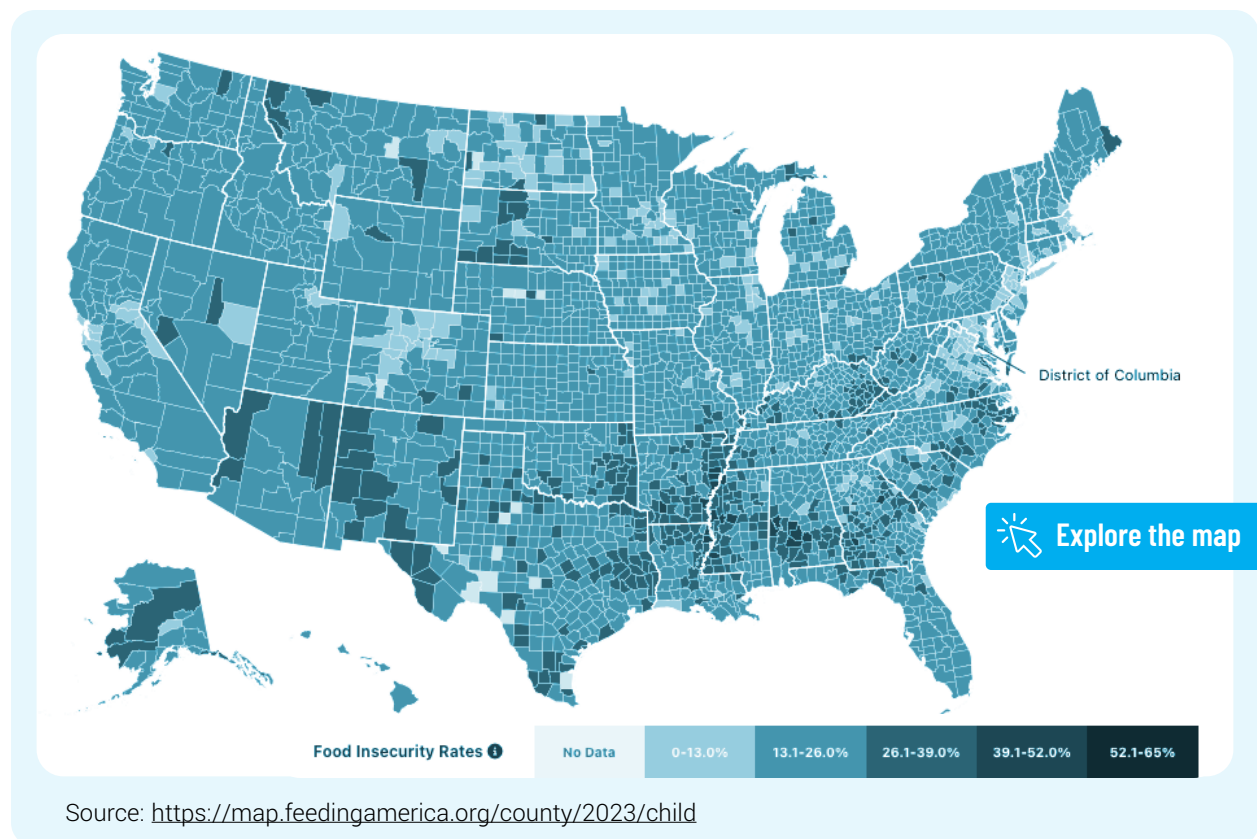 District of Columbia
Explore the map
Food Insecurity Rates No Data 0-13.0% 13.1-26.0% 26.1-39.0% 39.1-52.0% 52.1-65%
Source: https://map.feedingamerica.org/county/2023/child